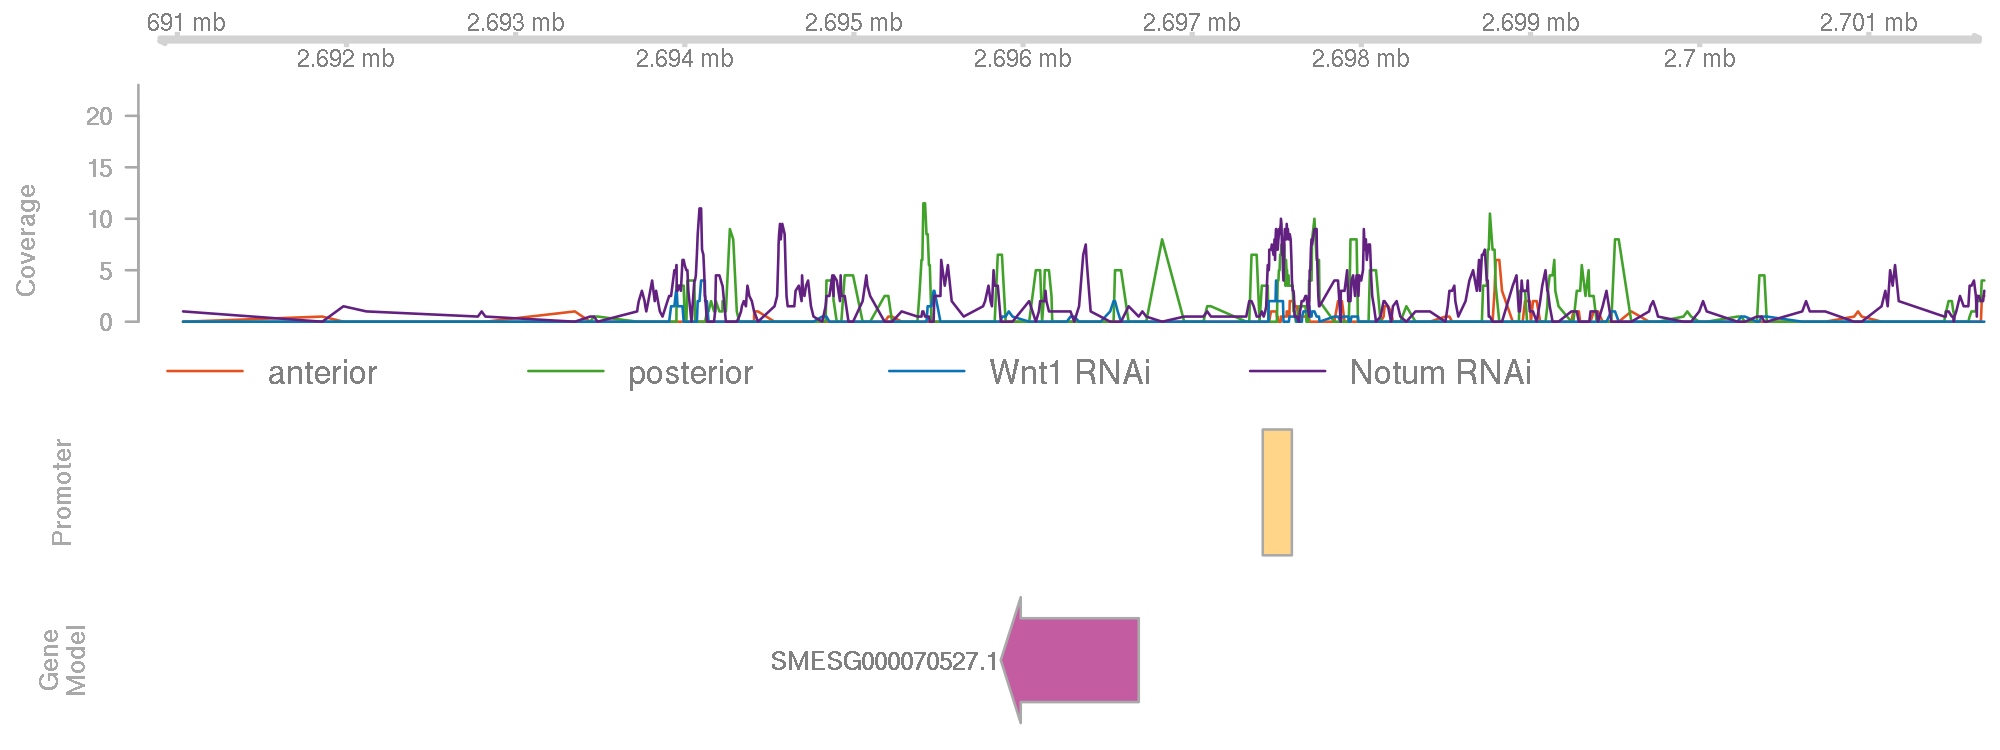 691 mb 2.693 mb 2.695 mb 2.697 mb 2.699 mb 2.701 mb
2.692 mb 2.694 mb 2.696 mb 2.698 mb 2.7 mb
Coverage
20
15
10
5
0
anterior posterior Wnt1 RNAi Notum RNAi
Promoter
Gene
Model
SMESG000070527.1